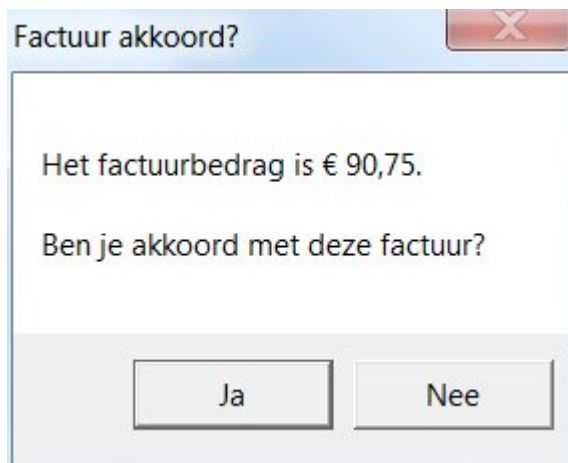 Factuur akkoord?
Het factuurbedrag is € 90,75.
Ben je akkoord met deze factuur?
Ja
Nee